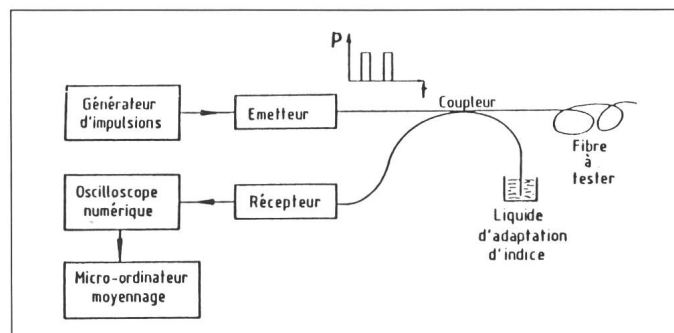 P
t
Générateur
d'impulsions
Emetteur
Coupleur
Fibre
à
tester
Oscilloscope
numérique
Récepteur
Liquide
d'adaptation
d'indice
Micro-ordinateur
moyennage